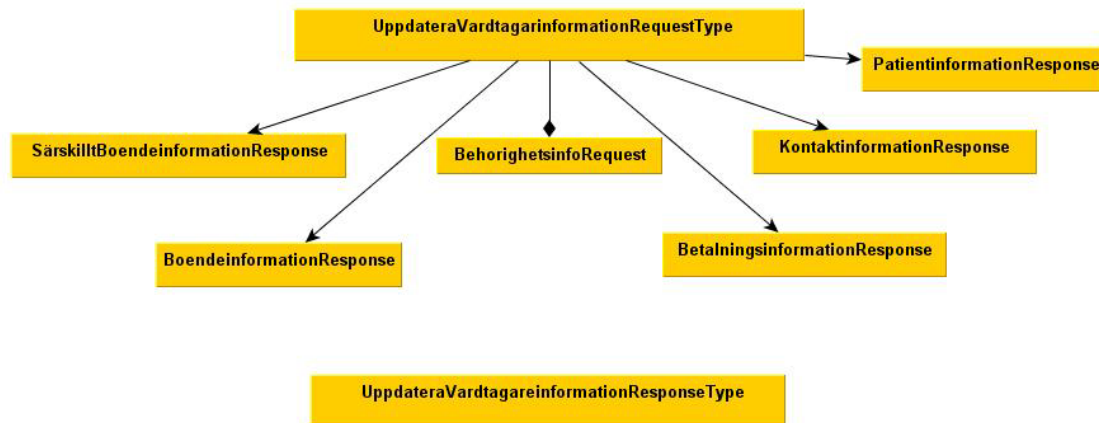 UppdateraVardtagarinformationRequestType
PatientinformationResponse
SärskilltBoendeinformationResponse
BehorighetsinfoRequest
KontaktinformationResponse
BoendeinformationResponse
BetalningsinformationResponse
UppdateraVardtagareinformationResponseType